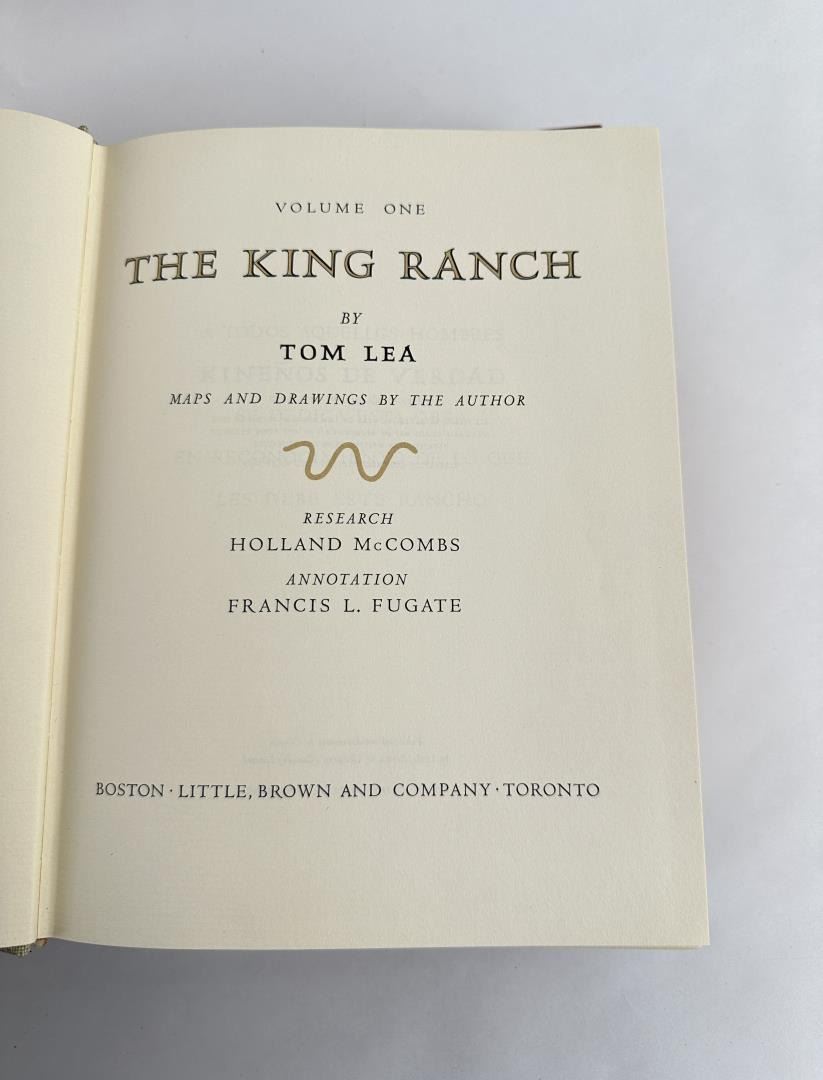 VOLUME ONE
THE KING RANCH
BY
TOM LEA
MAPS AND DRAWINGS BY THE AUTHOR
RESEARCH
HOLLAND McCOMBS
ANNOTATION
FRANCIS L. FUGATE
BOSTON · LITTLE, BROWN AND COMPANY · TORONTO